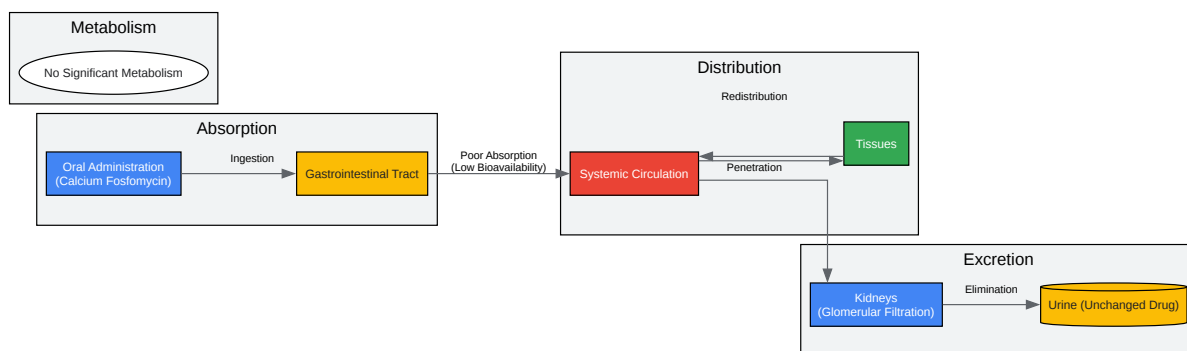 Metabolism
No Significant Metabolism
Absorption
Oral Administration
(Calcium Fosfomycin)
Ingestion
Gastrointestinal Tract
Poor Absorption
(Low Bioavailability)
Distribution
Redistribution
Systemic Circulation
Penetration
Tissues
Excretion
Kidneys
(Glomerular Filtration)
Elimination
Urine (Unchanged Drug)